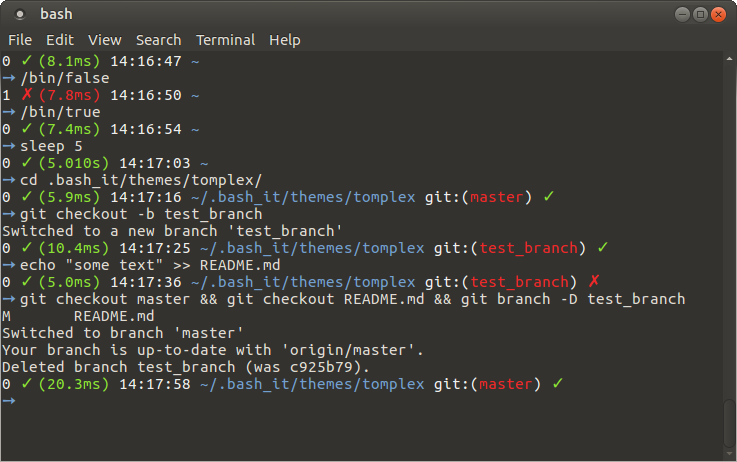 bash
File Edit View Search Terminal Help
0 ✓(8.1ms) 14:16:47 ~
→/bin/false
1 ✗(7.8ms) 14:16:50 ~
→/bin/true
0 ✓(7.4ms) 14:16:54 ~
→sleep 5
0 ✓(5.010s) 14:17:03 ~
→cd .bash_it/themes/tomplex/
0 ✓(5.9ms) 14:17:16 ~/.bash_it/themes/tomplex git:(master) ✓
→git checkout -b test_branch
Switched to a new branch 'test_branch'
0 ✓(10.4ms) 14:17:25 ~/.bash_it/themes/tomplex git:(test_branch) ✓
→echo "some text" >> README.md
0 ✓(5.0ms) 14:17:36 ~/.bash_it/themes/tomplex git:(test_branch) ✗
→git checkout master && git checkout README.md && git branch -D test_branch
M       README.md
Switched to branch 'master'
Your branch is up-to-date with 'origin/master'.
Deleted branch test_branch (was c925b79).
0 ✓(20.3ms) 14:17:58 ~/.bash_it/themes/tomplex git:(master) ✓
→